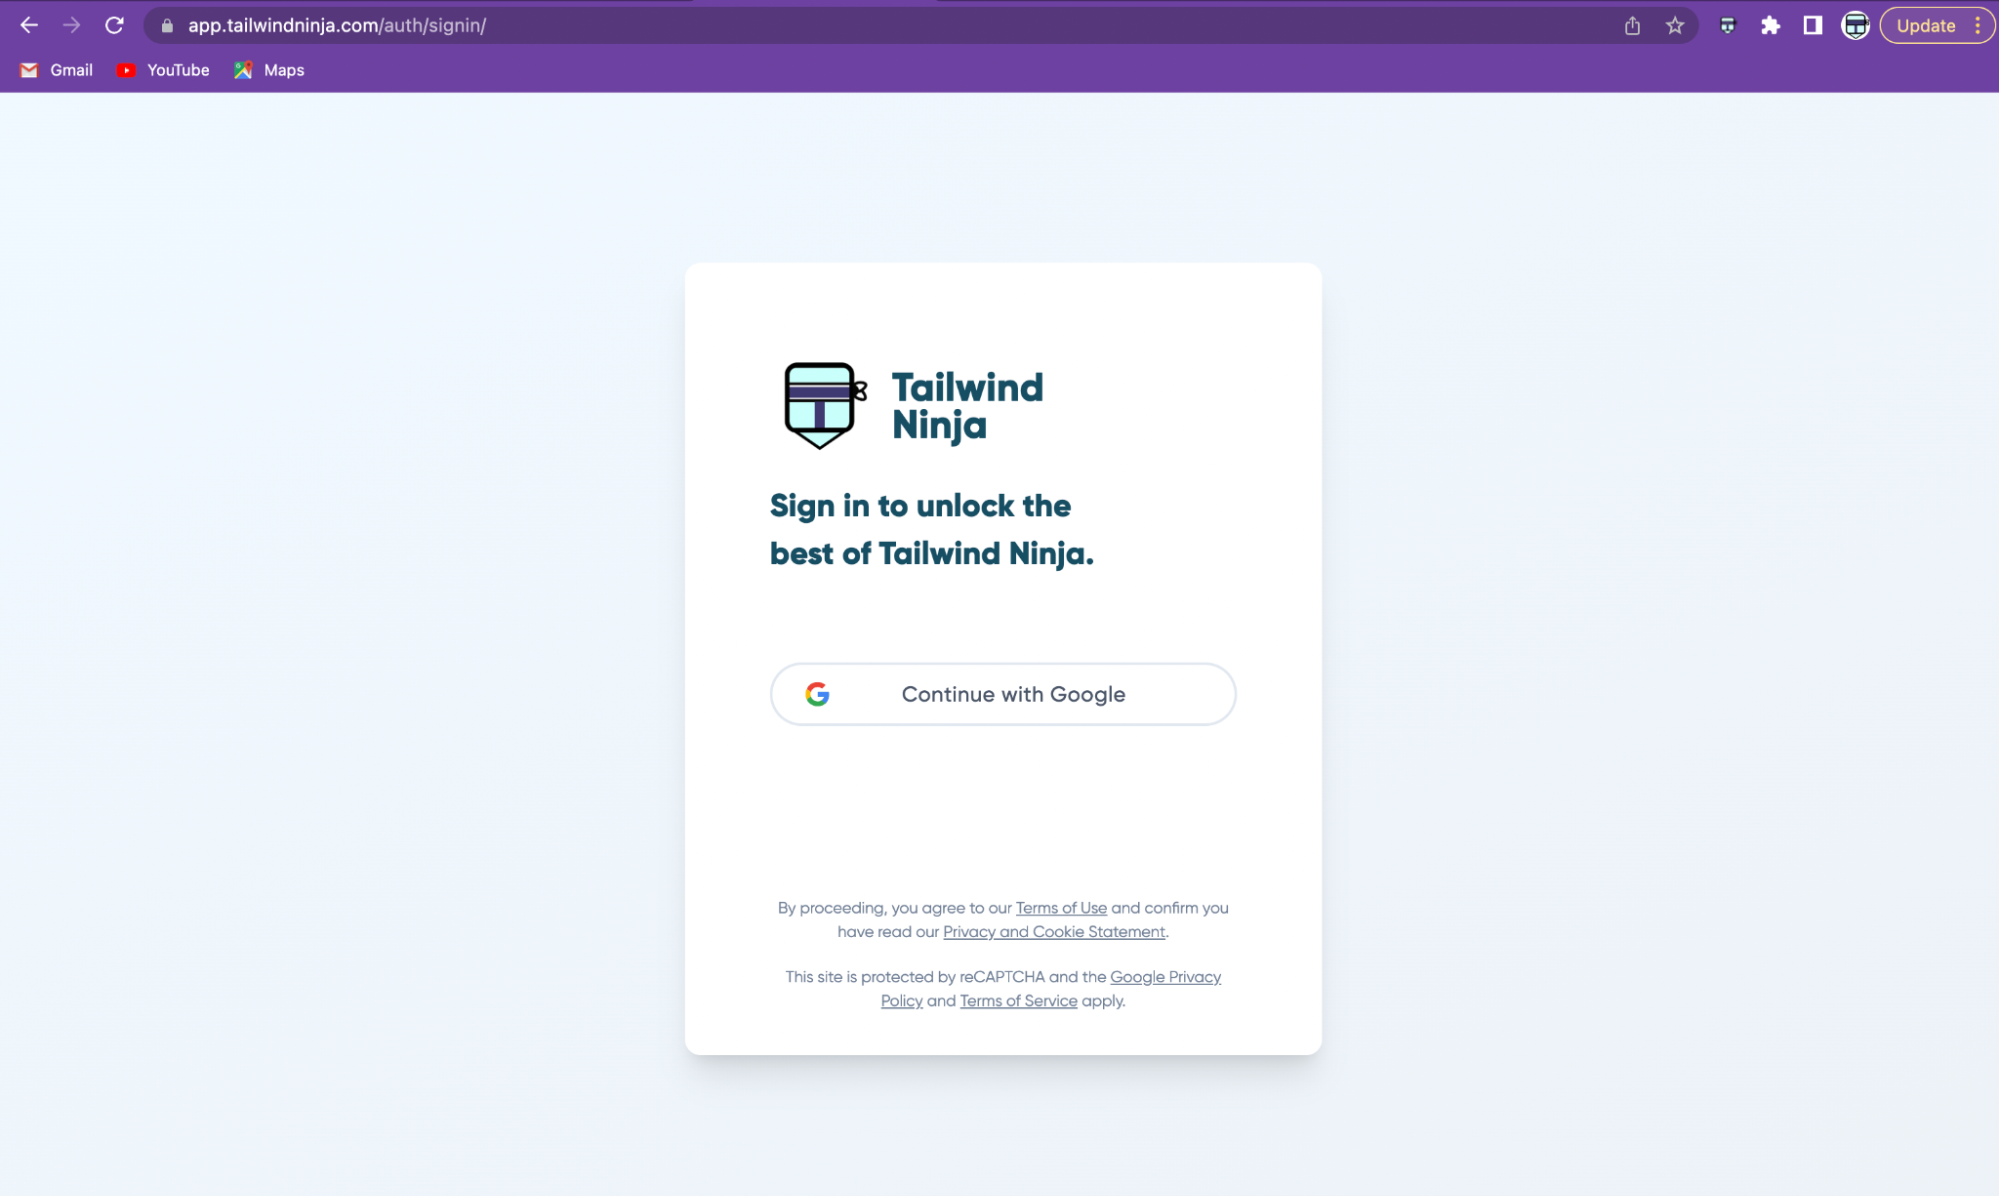 app.tailwindninja.com/auth/signin/
Update
Gmail YouTube Maps
Tailwind
Ninja
Sign in to unlock the
best of Tailwind Ninja.
Continue with Google
By proceeding, you agree to our Terms of Use and confirm you
have read our Privacy and Cookie Statement.
This site is protected by reCAPTCHA and the Google Privacy
Policy and Terms of Service apply.